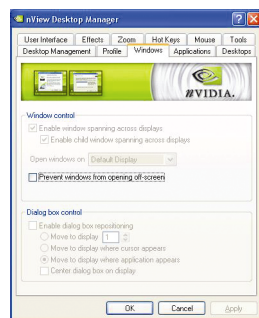 nView Desktop Manager
User Interface Effects Zoom Hot Keys Mouse Tools
Desktop Management Profile Windows Applications Desktops
NVIDIA.
Window control
Enable window spanning across displays
Enable child window spanning across displays
Open windows on Default Display
Prevent windows from opening off-screen
Dialog box control
Enable dialog box repositioning
Move to display 1
Move to display where cursor appears
Move to display where application appears
Center dialog box on display
OK Cancel Apply